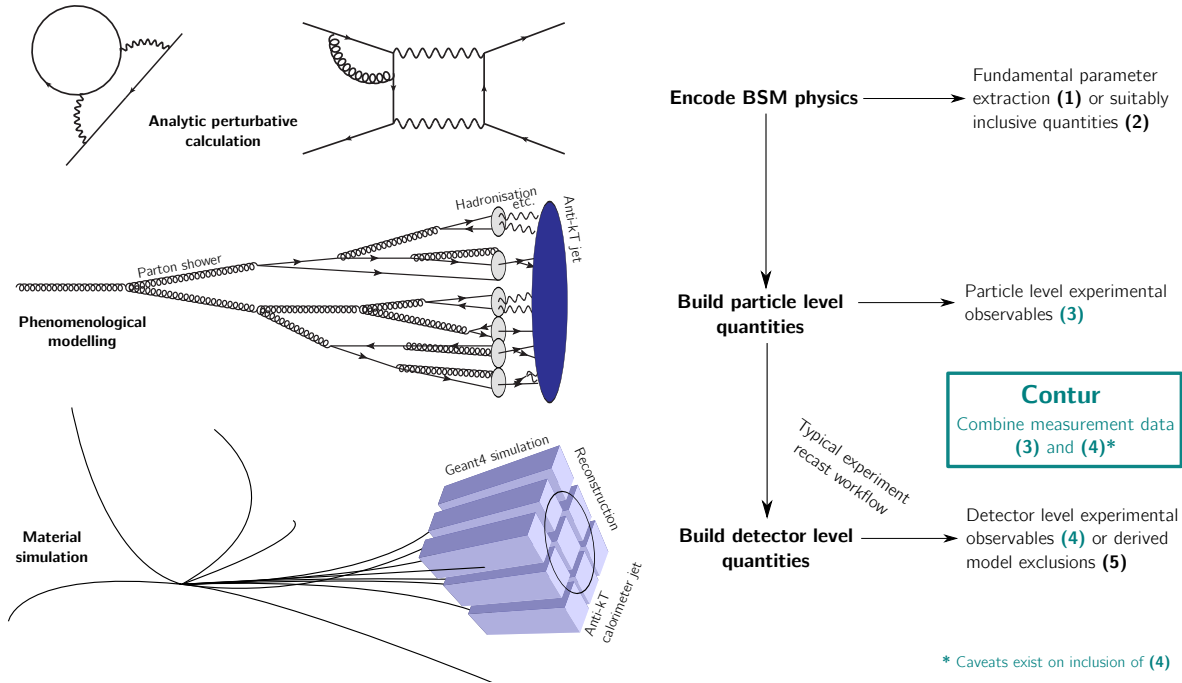 Analytic perturbative
calculation
Encode BSM physics
Fundamental parameter
extraction (1) or suitably
inclusive quantities (2)
Parton shower
Hadronisation
etc.
Anti-kT jet
Phenomenological
modelling
Build particle level
quantities
Particle level experimental
observables (3)
Contur
Combine measurement data
(3) and (4)*
Typical experiment
recast workflow
Geant4 simulation
Reconstruction
Anti-kT
calorimeter jet
Material
simulation
Build detector level
quantities
Detector level experimental
observables (4) or derived
model exclusions (5)
* Caveats exist on inclusion of (4)